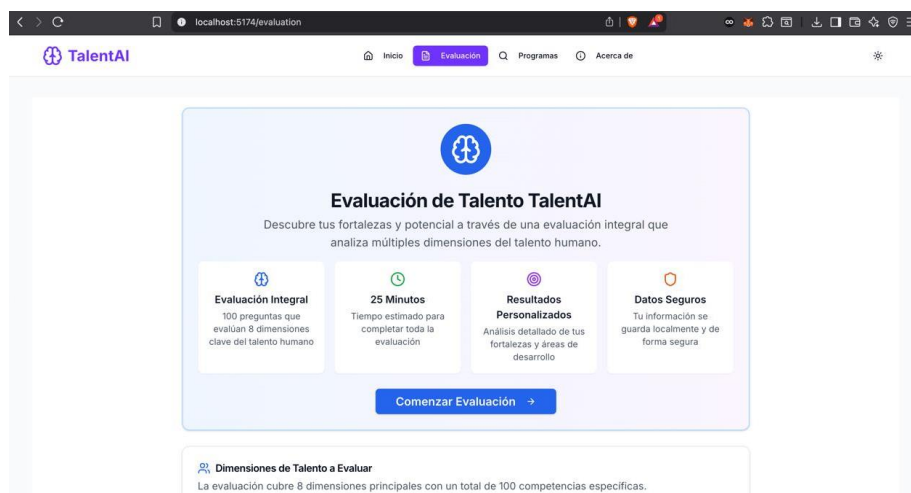 localhost:5174/evaluation
TalentAI
Inicio
Evaluación
Programas
Acerca de
Evaluación de Talento TalentAI
Descubre tus fortalezas y potencial a través de una evaluación integral que
analiza múltiples dimensiones del talento humano.
Evaluación Integral
100 preguntas que
evalúan 8 dimensiones
clave del talento humano
25 Minutos
Tiempo estimado para
completar toda la
evaluación
Resultados
Personalizados
Análisis detallado de tus
fortalezas y áreas de
desarrollo
Datos Seguros
Tu información se
guarda localmente y de
forma segura
Comenzar Evaluación
Dimensiones de Talento a Evaluar
La evaluación cubre 8 dimensiones principales con un total de 100 competencias específicas.